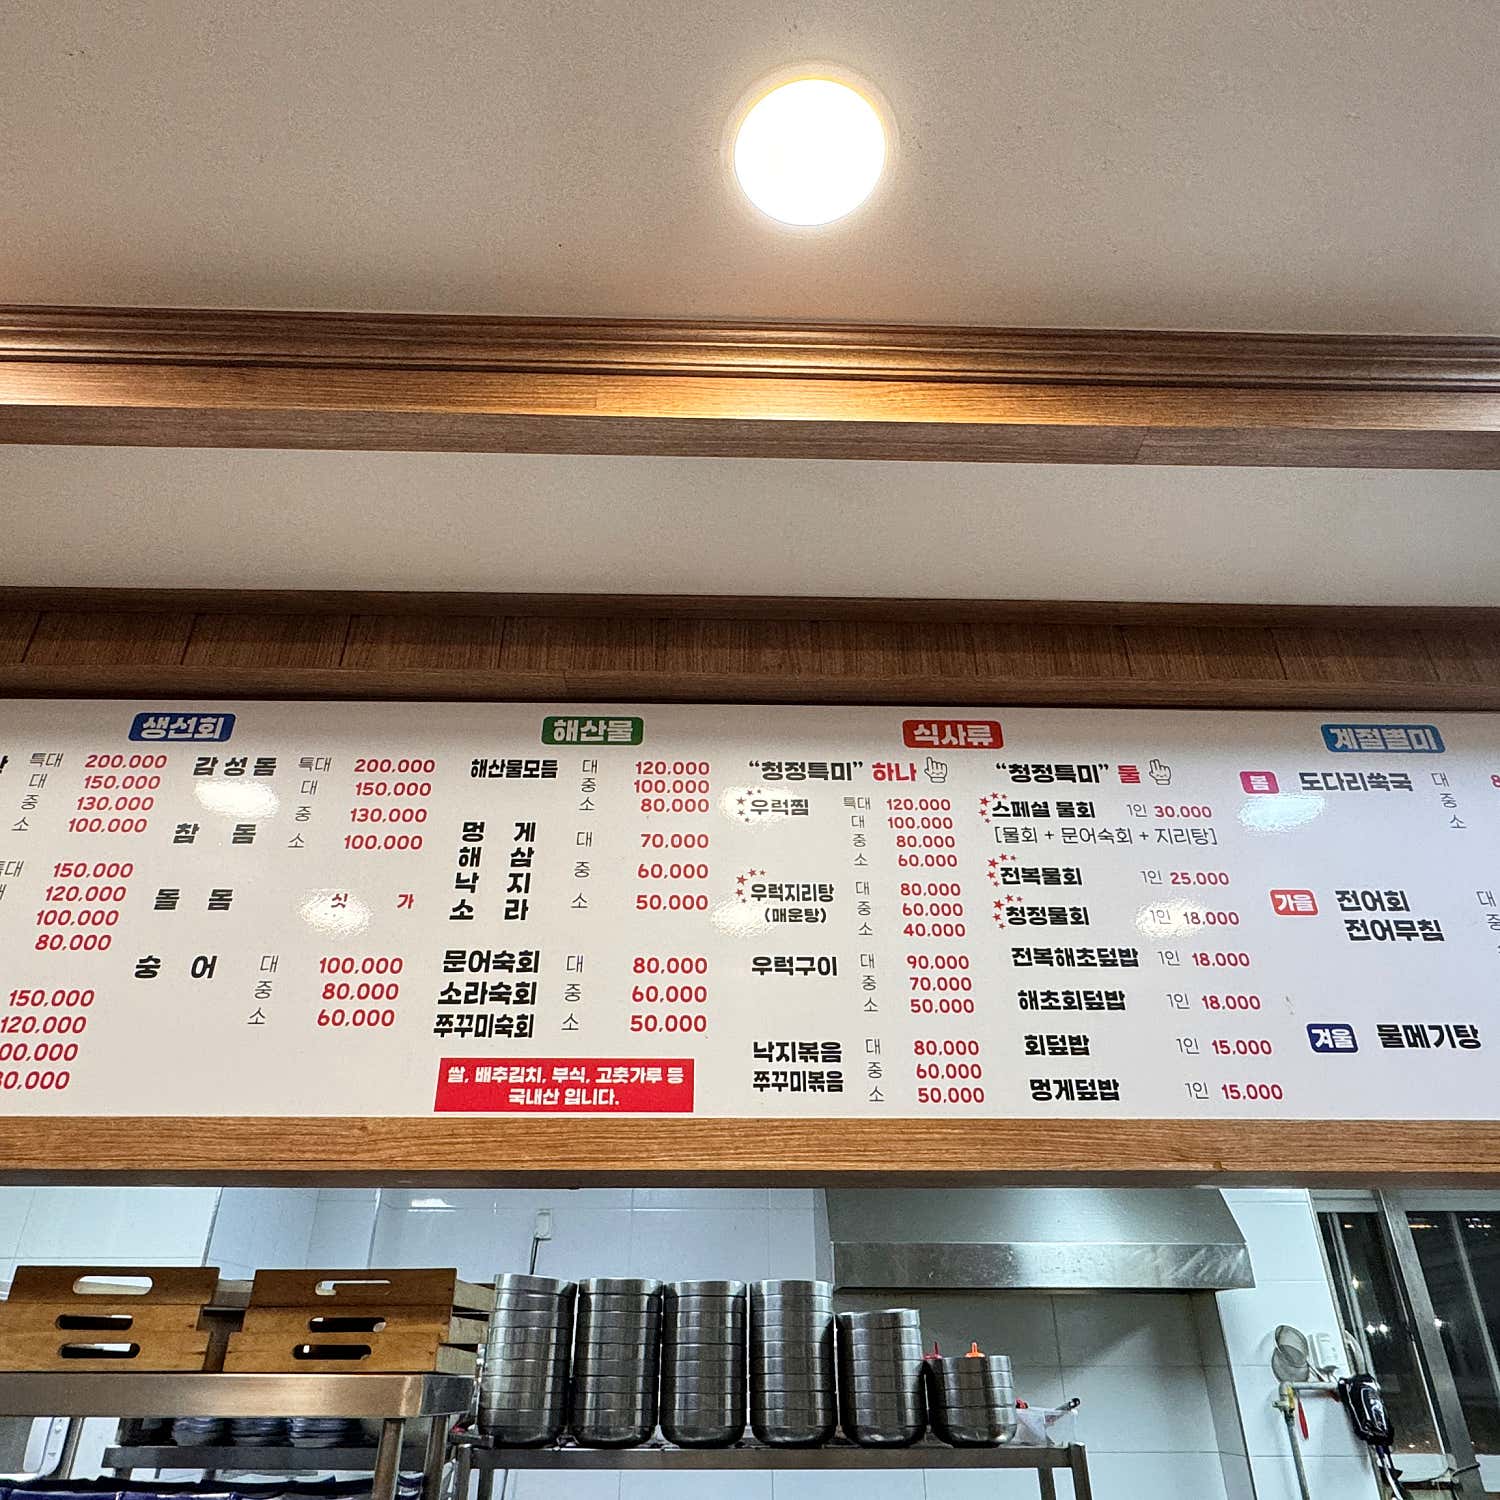 생선회
특대 200,000
대 150,000
중 130,000
소 100,000
150,000
120,000
100,000
80,000
150,000
120,000
감성돔 특대 200,000
대 150,000
참 돔 중 130,000
소 100,000
돌 돔 싯 가
숭 어 대 100,000
중 80,000
소 60,000
해산물
해산물모듬 대 120,000
중 100,000
소 80,000
멍 게 대 70,000
해 삼
낙 지 중 60,000
소 라 소 50,000
문어숙회 대 80,000
소라숙회 중 60,000
쭈꾸미숙회 소 50,000
쌀, 배추김치, 부식, 고춧가루 등
국내산 입니다.
식사류
"청정특미" 하나
우럭찜 특대 120,000
대 100,000
중 80,000
소 60,000
우럭지리탕 대 80,000
(매운탕) 중 60,000
소 40,000
우럭구이 대 90,000
중 70,000
소 50,000
낙지볶음 대 80,000
쭈꾸미볶음 중 60,000
소 50,000
"청정특미" 둘
스페셜 물회 1인 30,000
[물회 + 문어숙회 + 지리탕]
전복물회 1인 25,000
청정물회 1인 18,000
전복해초덮밥 1인 18,000
해초회덮밥 1인 18,000
회덮밥 1인 15,000
멍게덮밥 1인 15,000
계절별미
봄 도다리쑥국 대
중
소
가을 전어회 대
전어무침 중
겨울 물메기탕